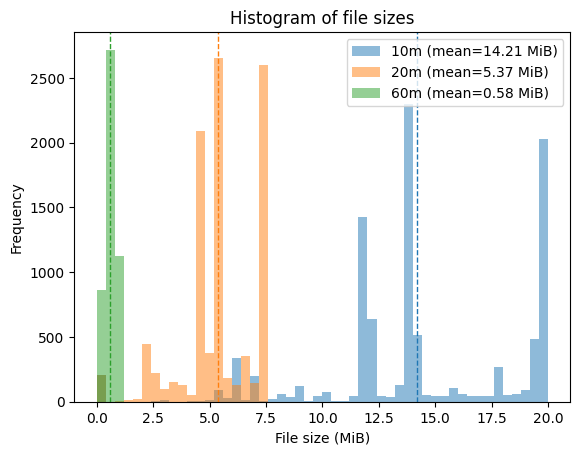 Histogram of file sizes
10m (mean=14.21 MiB)
20m (mean=5.37 MiB)
60m (mean=0.58 MiB)
Frequency
2500
2000
1500
1000
500
0
0.0 2.5 5.0 7.5 10.0 12.5 15.0 17.5 20.0
File size (MiB)